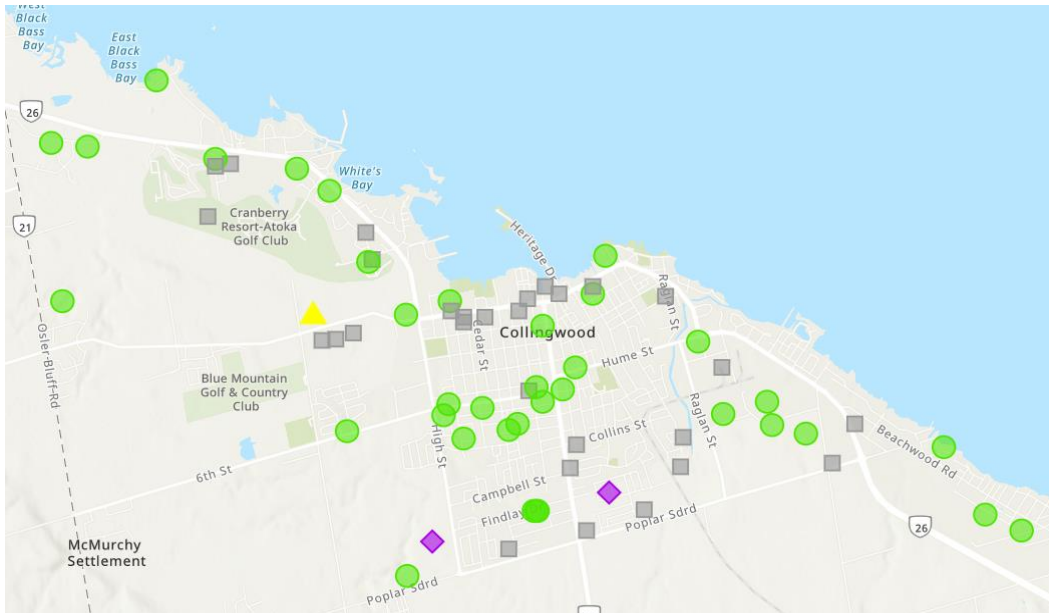 West
Black
Bass
Bay
East
Black
Bass
Bay
26
White's
Bay
Cranberry
Resort-Atoka
Golf Club
21
Heritage Dr
Raglan St
Osler-Bluff-Rd
Cedar St
Collingwood
Hume St
Blue Mountain
Golf & Country
Club
High St
Raglan St
Collins St
Beachwood Rd
6th St
Campbell St
Findlay
Poplar Sdrd
26
McMurchy
Settlement
Poplar Sdrd